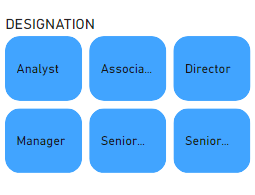 DESIGNATION
Analyst Associa... Director
Manager Senior... Senior...